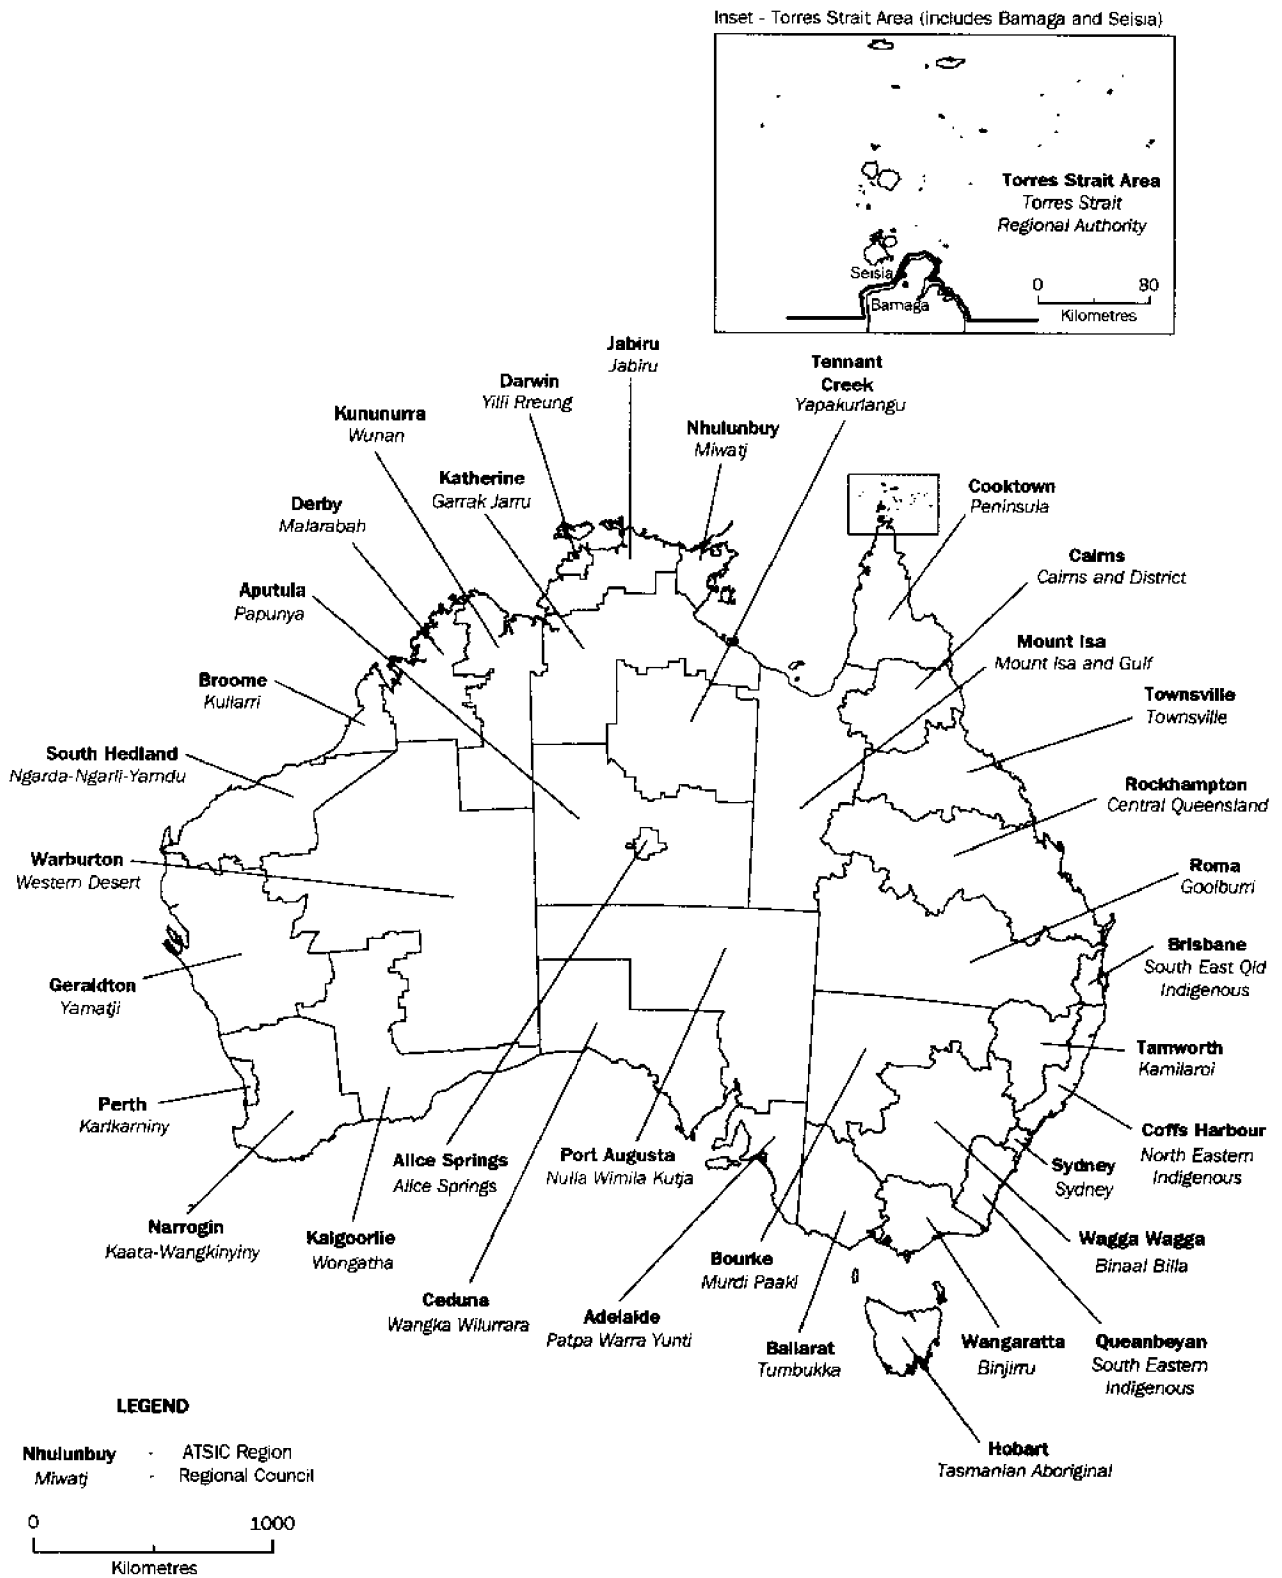 Inset - Torres Strait Area (includes Bamaga and Seisia)
Torres Strait Area
Torres Strait
Regional Authority
Seisia
Bamaga
0 80
Kilometres
Jabiru
Jabiru
Tennant
Creek
Yapakurlangu
Darwin
Yilli Rreung
Kununurra
Wunan
Nhulunbuy
Miwatj
Katherine
Garrak Jarru
Cooktown
Peninsula
Derby
Malarabah
Cairns
Cairns and District
Aputula
Papunya
Mount Isa
Mount Isa and Gulf
Broome
Kullarri
Townsville
Townsville
South Hedland
Ngarda-Ngarli-Yarndu
Rockhampton
Central Queensland
Warburton
Western Desert
Roma
Goolburri
Brisbane
South East Qld
Indigenous
Geraldton
Yamatji
Tamworth
Kamilaroi
Perth
Karlkarniny
Coffs Harbour
North Eastern
Indigenous
Alice Springs
Alice Springs
Port Augusta
Nulla Wimila Kutja
Sydney
Sydney
Narrogin
Kaata-Wangkinyiny
Kalgoorlie
Wongatha
Wagga Wagga
Binaal Billa
Bourke
Murdi Paaki
Ceduna
Wangka Wilurrara
Adelaide
Patpa Warra Yunti
Ballarat
Tumbukka
Wangaratta
Binjirru
Queanbeyan
South Eastern
Indigenous
Hobart
Tasmanian Aboriginal
LEGEND
Nhulunbuy - ATSIC Region
Miwatj - Regional Council
0 1000
Kilometres